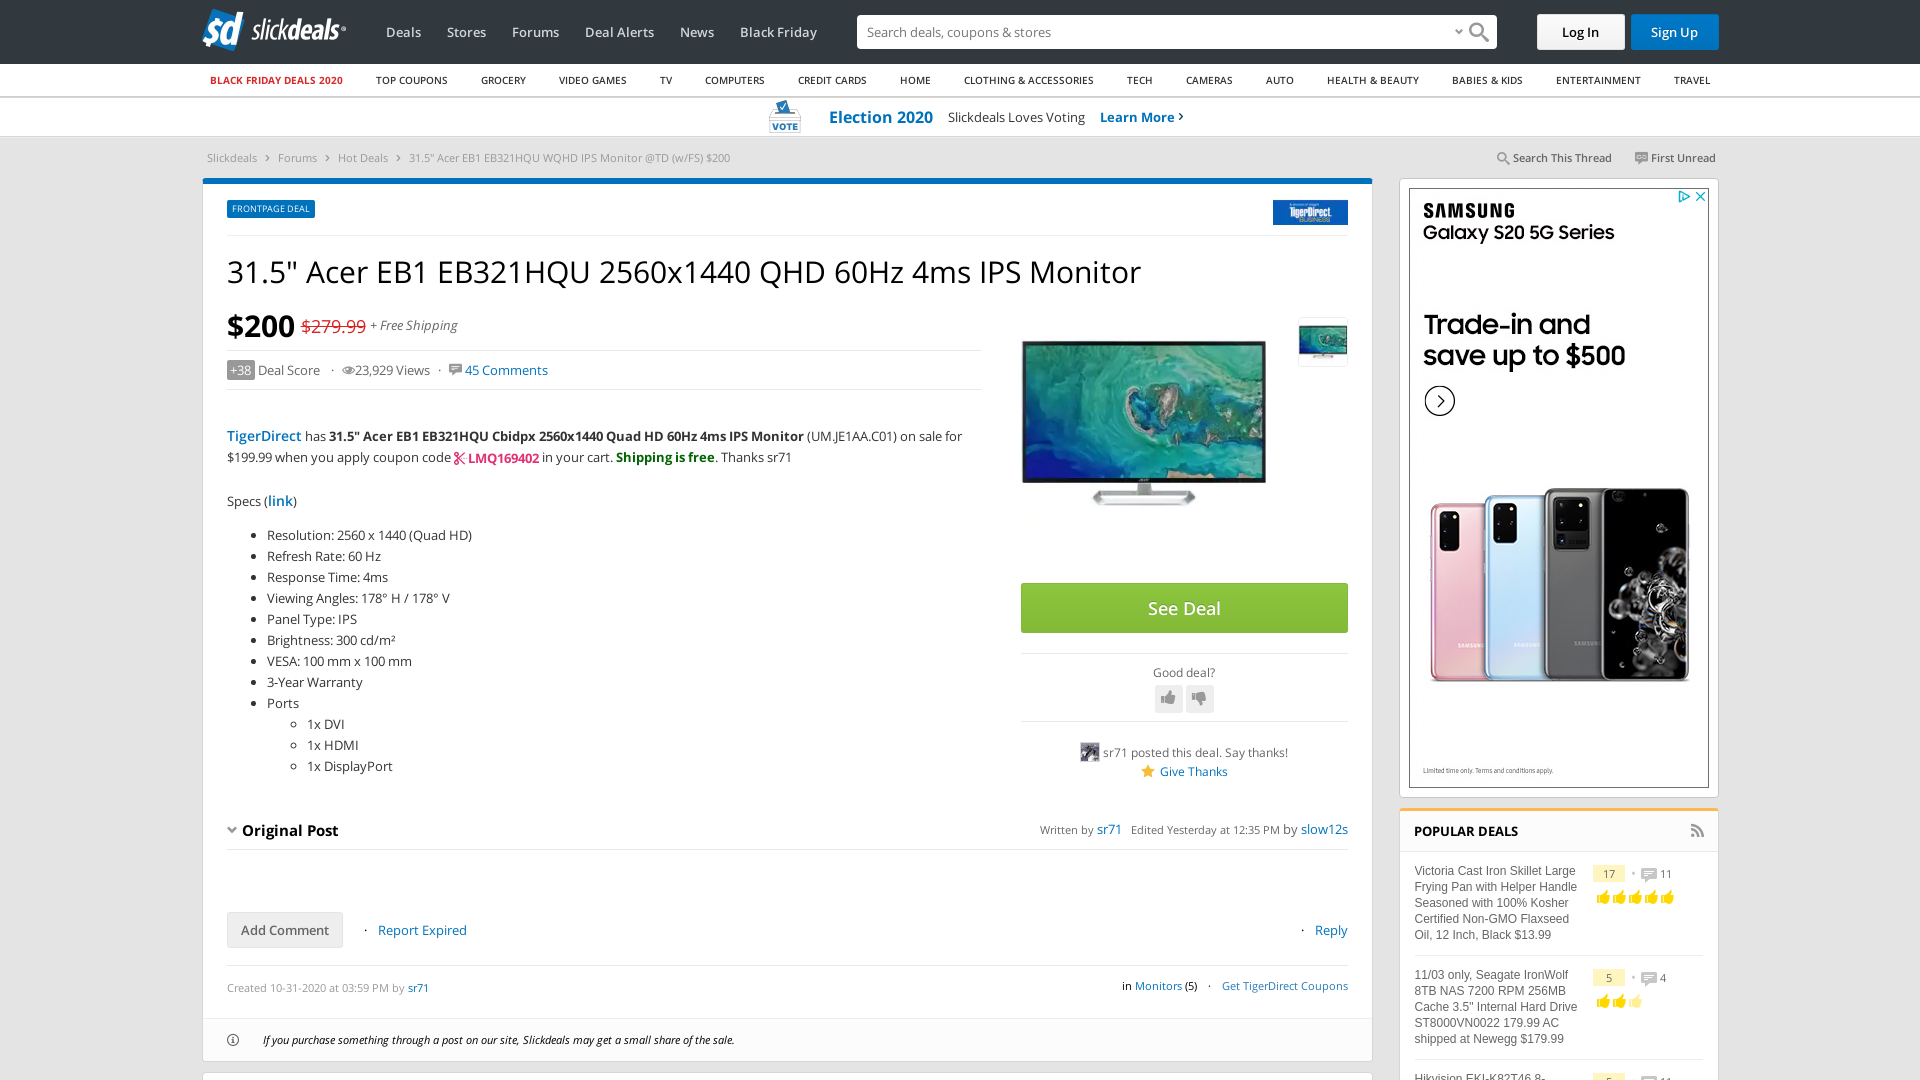 sd slickdeals
Deals Stores Forums Deal Alerts News Black Friday
Search deals, coupons & stores
Log In Sign Up
BLACK FRIDAY DEALS 2020 TOP COUPONS GROCERY VIDEO GAMES TV COMPUTERS CREDIT CARDS HOME CLOTHING & ACCESSORIES TECH CAMERAS AUTO HEALTH & BEAUTY BABIES & KIDS ENTERTAINMENT TRAVEL
VOTE Election 2020 Slickdeals Loves Voting Learn More
Slickdeals Forums Hot Deals 31.5" Acer EB1 EB321HQU WQHD IPS Monitor @TD (w/FS) $200
Search This Thread First Unread
FRONTPAGE DEAL
TigerDirect
BUSINESS
31.5" Acer EB1 EB321HQU 2560x1440 QHD 60Hz 4ms IPS Monitor
$200 $279.99 + Free Shipping
+38 Deal Score · 23,929 Views · 45 Comments
TigerDirect has 31.5" Acer EB1 EB321HQU Cbidpx 2560x1440 Quad HD 60Hz 4ms IPS Monitor (UM.JE1AA.C01) on sale for
$199.99 when you apply coupon code LMQ169402 in your cart. Shipping is free. Thanks sr71
Specs (link)
• Resolution: 2560 x 1440 (Quad HD)
• Refresh Rate: 60 Hz
• Response Time: 4ms
• Viewing Angles: 178° H / 178° V
• Panel Type: IPS
• Brightness: 300 cd/m²
• VESA: 100 mm x 100 mm
• 3-Year Warranty
• Ports
◦ 1x DVI
◦ 1x HDMI
◦ 1x DisplayPort
See Deal
Good deal?
sr71 posted this deal. Say thanks!
Give Thanks
Original Post
Written by sr71 Edited Yesterday at 12:35 PM by slow12s
Add Comment · Report Expired
· Reply
Created 10-31-2020 at 03:59 PM by sr71
in Monitors (5) · Get TigerDirect Coupons
If you purchase something through a post on our site, Slickdeals may get a small share of the sale.
SAMSUNG
Galaxy S20 5G Series
Trade-in and
save up to $500
SAMSUNG
Limited time only. Terms and conditions apply.
POPULAR DEALS
Victoria Cast Iron Skillet Large
Frying Pan with Helper Handle
Seasoned with 100% Kosher
Certified Non-GMO Flaxseed
Oil, 12 Inch, Black $13.99
17 • 11
11/03 only, Seagate IronWolf
8TB NAS 7200 RPM 256MB
Cache 3.5" Internal Hard Drive
ST8000VN0022 179.99 AC
shipped at Newegg $179.99
5 • 4
Hikvision EKI-K82T46 8-
5 • 11